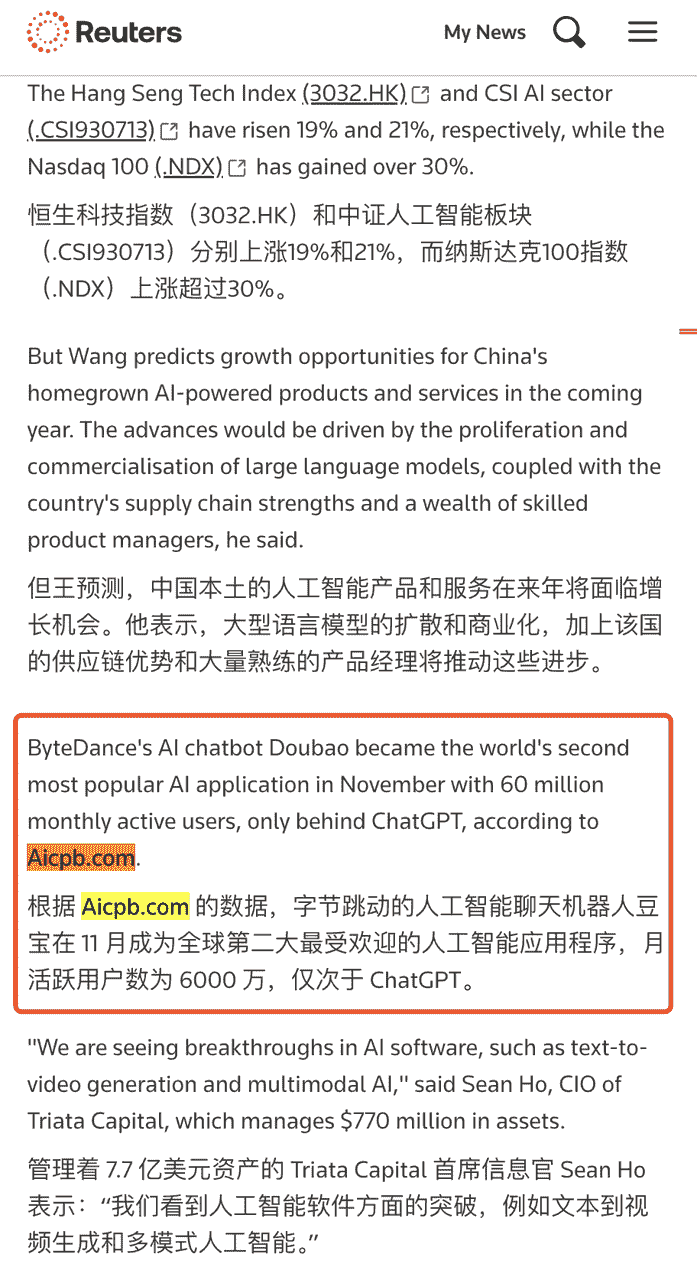 Reuters
My News
The Hang Seng Tech Index (3032.HK) and CSI AI sector
(.CSI930713) have risen 19% and 21%, respectively, while the
Nasdaq 100 (.NDX) has gained over 30%.
恒生科技指数（3032.HK）和中证人工智能板块
（.CSI930713）分别上涨19%和21%，而纳斯达克100指数
（.NDX）上涨超过30%。
But Wang predicts growth opportunities for China's
homegrown AI-powered products and services in the coming
year. The advances would be driven by the proliferation and
commercialisation of large language models, coupled with the
country's supply chain strengths and a wealth of skilled
product managers, he said.
但王预测，中国本土的人工智能产品和服务在来年将面临增
长机会。他表示，大型语言模型的扩散和商业化，加上该国
的供应链优势和大量熟练的产品经理将推动这些进步。
ByteDance's AI chatbot Doubao became the world's second
most popular AI application in November with 60 million
monthly active users, only behind ChatGPT, according to
Aicpb.com.
根据 Aicpb.com 的数据，字节跳动的人工智能聊天机器人豆
宝在 11 月成为全球第二大最受欢迎的人工智能应用程序，月
活跃用户数为 6000 万，仅次于 ChatGPT。
"We are seeing breakthroughs in AI software, such as text-to-
video generation and multimodal AI," said Sean Ho, CIO of
Triata Capital, which manages $770 million in assets.
管理着 7.7 亿美元资产的 Triata Capital 首席信息官 Sean Ho
表示：“我们看到人工智能软件方面的突破，例如文本到视
频生成和多模式人工智能。”